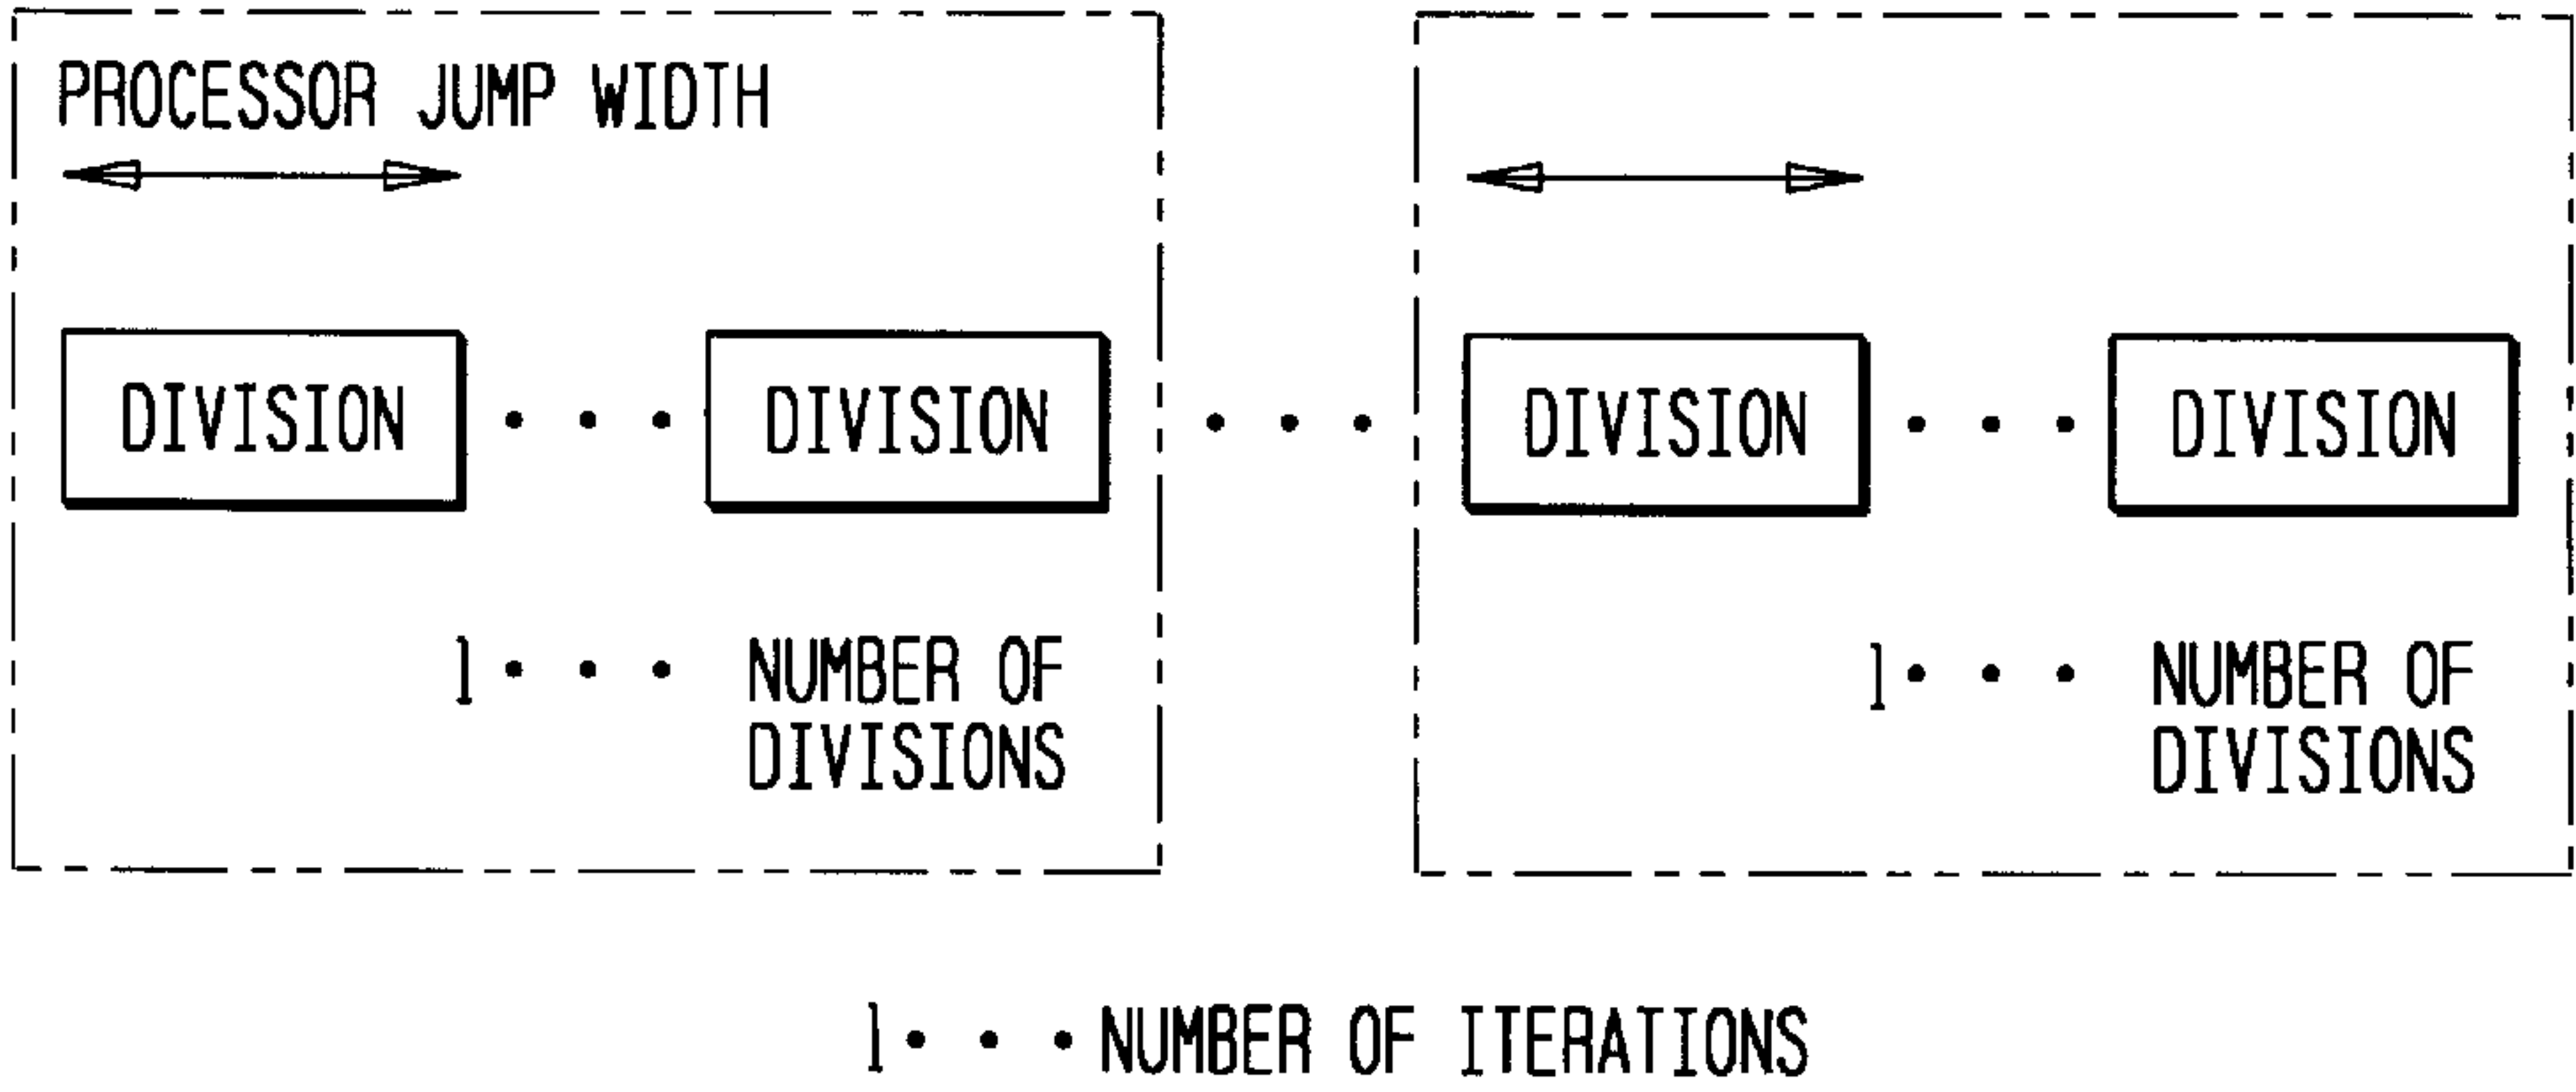 PROCESSOR JUMP WIDTH
DIVISION • • • DIVISION • • • DIVISION • • • DIVISION
1 • • • NUMBER OF DIVISIONS
1 • • • NUMBER OF DIVISIONS
1 • • • NUMBER OF ITERATIONS